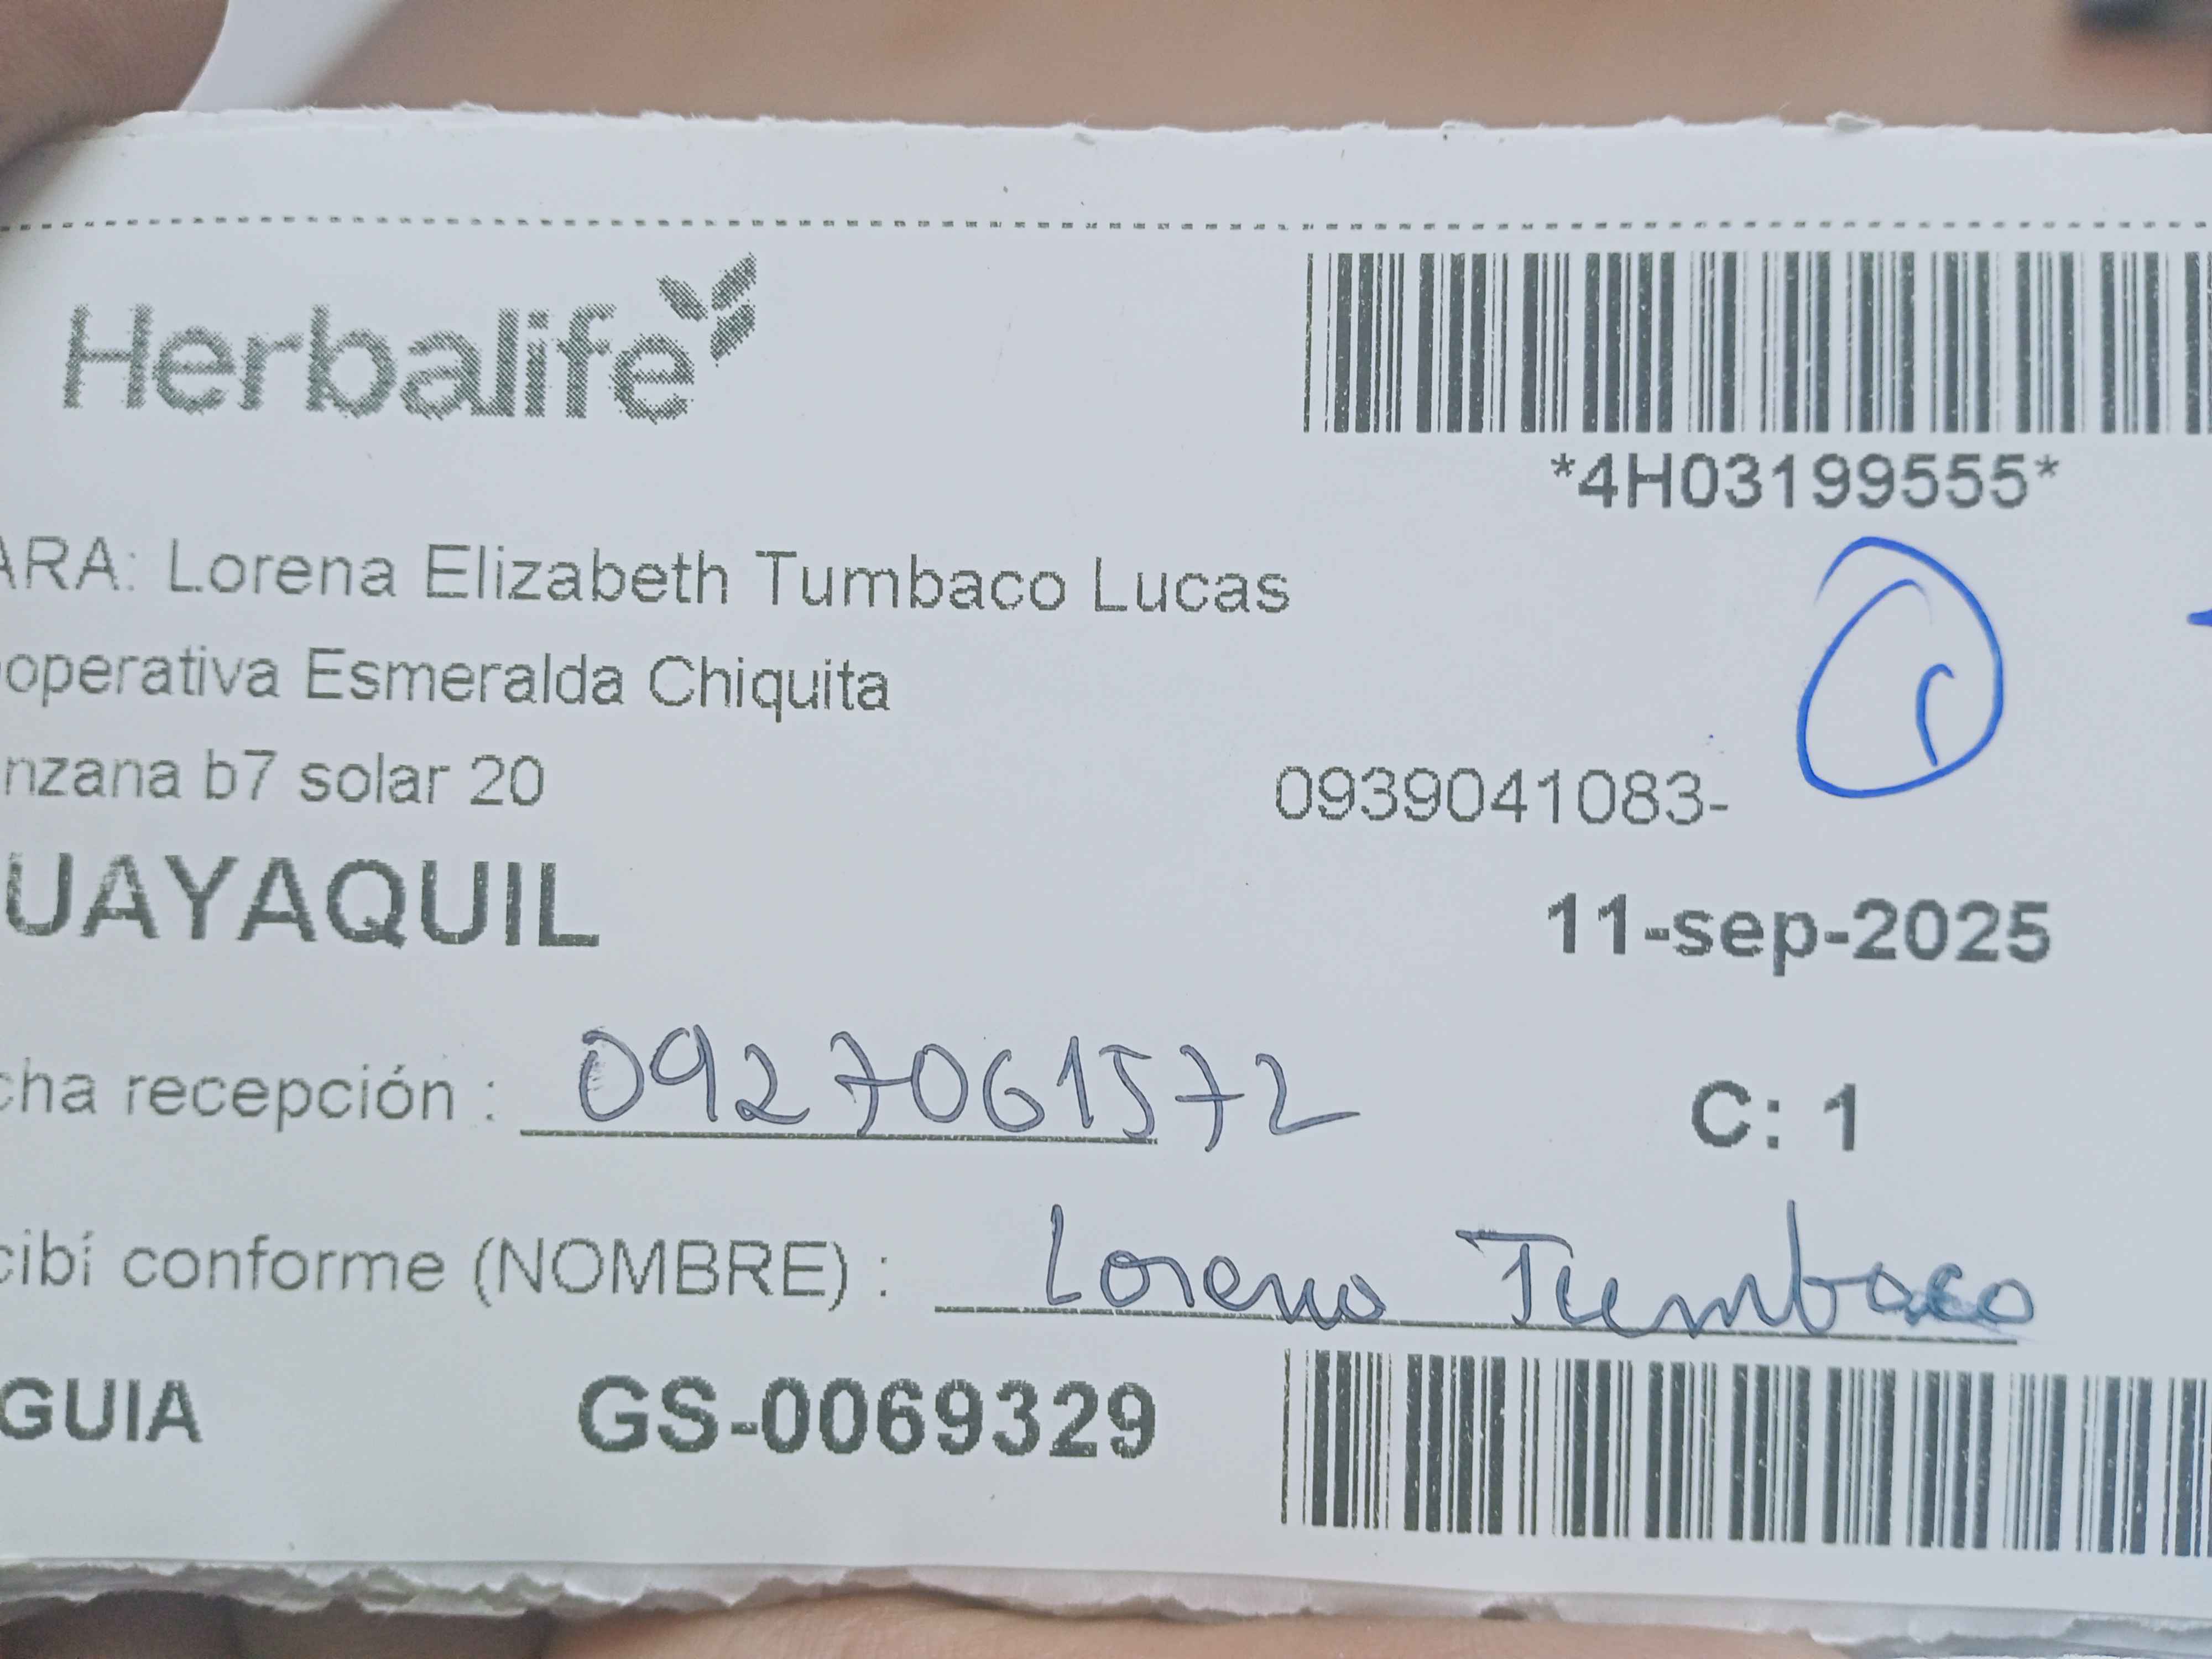 Herbalife
*4H03199555*
ARA: Lorena Elizabeth Tumbaco Lucas
operativa Esmeralda Chiquita
nzana b7 solar 20
0939041083-
UAYAQUIL
11-sep-2025
cha recepción : 0927061572
C: 1
cibí conforme (NOMBRE) : Lorena Tumbaco
GUIA GS-0069329